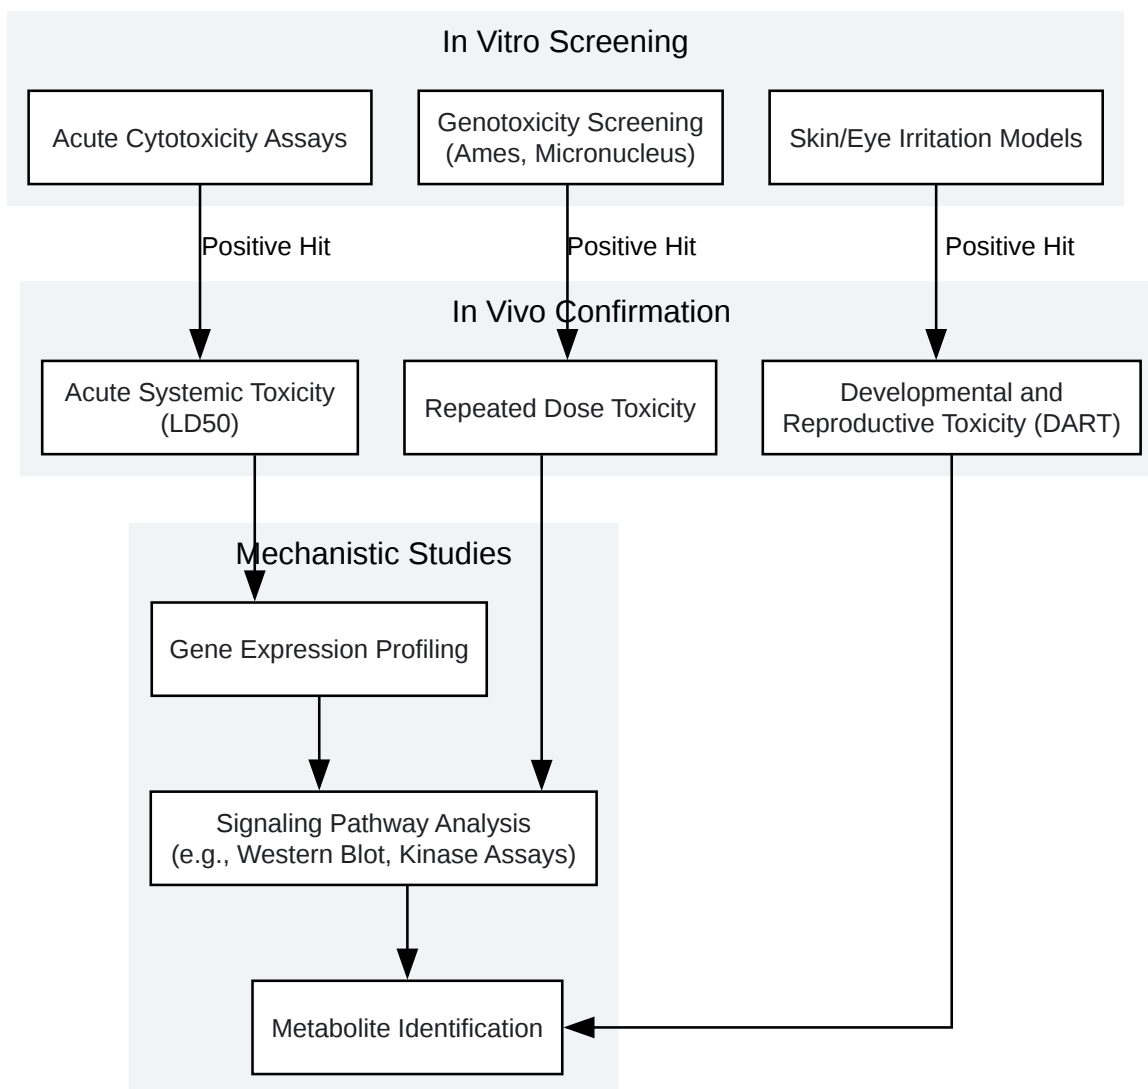 In Vitro Screening
Acute Cytotoxicity Assays
Genotoxicity Screening
(Ames, Micronucleus)
Skin/Eye Irritation Models
Positive Hit
Positive Hit
Positive Hit
In Vivo Confirmation
Acute Systemic Toxicity
(LD50)
Repeated Dose Toxicity
Developmental and
Reproductive Toxicity (DART)
Mechanistic Studies
Gene Expression Profiling
Signaling Pathway Analysis
(e.g., Western Blot, Kinase Assays)
Metabolite Identification